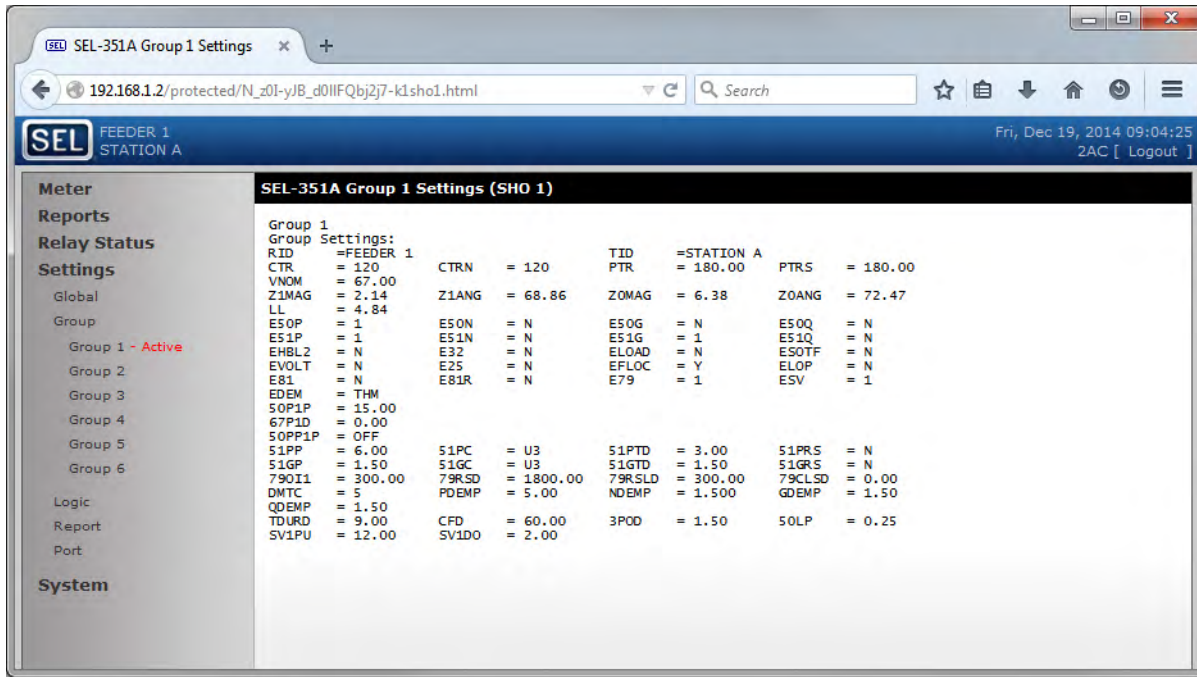 SEL-351A Group 1 Settings
192.168.1.2/protected/N_z0I-yJB_d0IIFQbj2j7-k1sho1.html
Search
SEL
FEEDER 1
STATION A
Fri, Dec 19, 2014 09:04:25
2AC [ Logout ]
Meter
Reports
Relay Status
Settings
Global
Group
Group 1 - Active
Group 2
Group 3
Group 4
Group 5
Group 6
Logic
Report
Port
System
SEL-351A Group 1 Settings (SHO 1)
Group 1
Group Settings:
RID =FEEDER 1 TID =STATION A
CTR = 120 CTRN = 120 PTR = 180.00 PTRS = 180.00
VNOM = 67.00
Z1MAG = 2.14 Z1ANG = 68.86 Z0MAG = 6.38 Z0ANG = 72.47
LL = 4.84
E50P = 1 E50N = N E50G = N E50Q = N
E51P = 1 E51N = N E51G = 1 E51Q = N
EHBL2 = N E32 = N ELOAD = N ESOTF = N
EVOLT = N E25 = N EFLOC = Y ELOP = N
E81 = N E81R = N E79 = 1 ESV = 1
EDEM = THM
50P1P = 15.00
67P1D = 0.00
50PP1P = OFF
51PP = 6.00 51PC = U3 51PTD = 3.00 51PRS = N
51GP = 1.50 51GC = U3 51GTD = 1.50 51GRS = N
79OI1 = 300.00 79RSD = 1800.00 79RSLD = 300.00 79CLSD = 0.00
DMTC = 5 PDEMP = 5.00 NDEMP = 1.500 GDEMP = 1.50
QDEMP = 1.50
TDURD = 9.00 CFD = 60.00 3POD = 1.50 50LP = 0.25
SV1PU = 12.00 SV1DO = 2.00